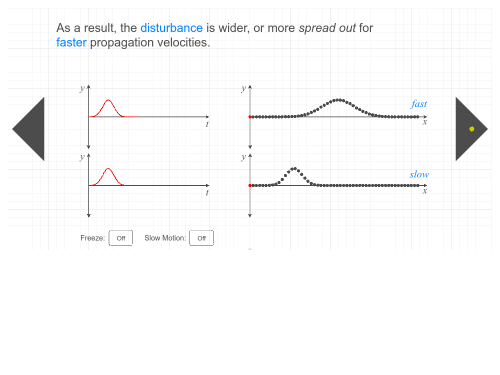 As a result, the disturbance is wider, or more spread out for
faster propagation velocities.
y
t
y
fast
x
y
t
y
slow
x
Freeze: Off Slow Motion: Off